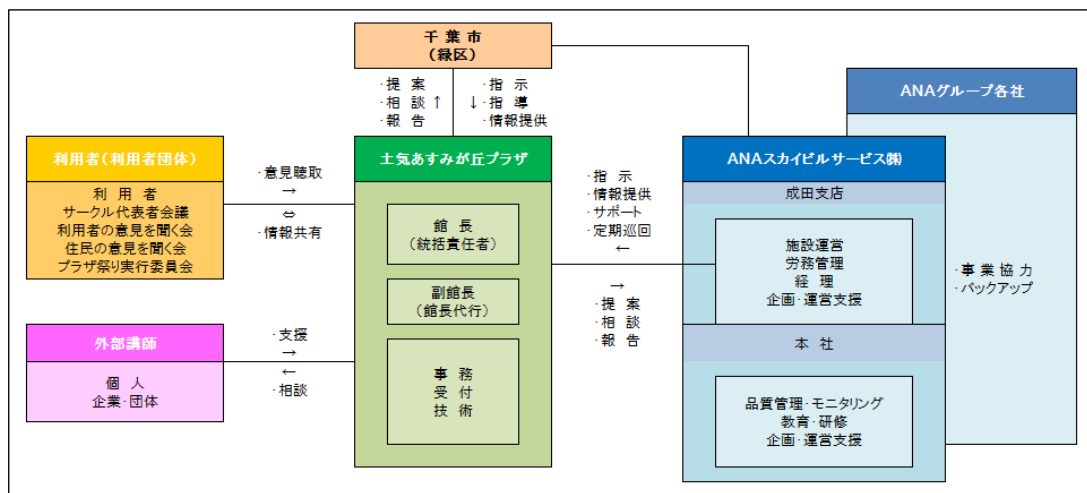 千葉市
(緑区)
・提 案
・相 談 ↑
・報 告
・指 示
↓ ・指 導
・情報提供
利用者(利用者団体)
利 用 者
サークル代表者会議
利用者の意見を聞く会
住民の意見を聞く会
プラザ祭り実行委員会
・意見聴取
→
⇔
・情報共有
外部講師
個 人
企業・団体
・支援
→
←
・相談
土気あすみが丘プラザ
館 長
(統括責任者)
副館長
(館長代行)
事 務
受 付
技 術
・指 示
・情報提供
・サポート
・定期巡回
←
→
・提 案
・相 談
・報 告
ANAスカイビルサービス㈱
成田支店
施設運営
労務管理
経 理
企画・運営支援
本 社
品質管理・モニタリング
教育・研修
企画・運営支援
ANAグループ各社
・事 業 協 力
・バックアップ